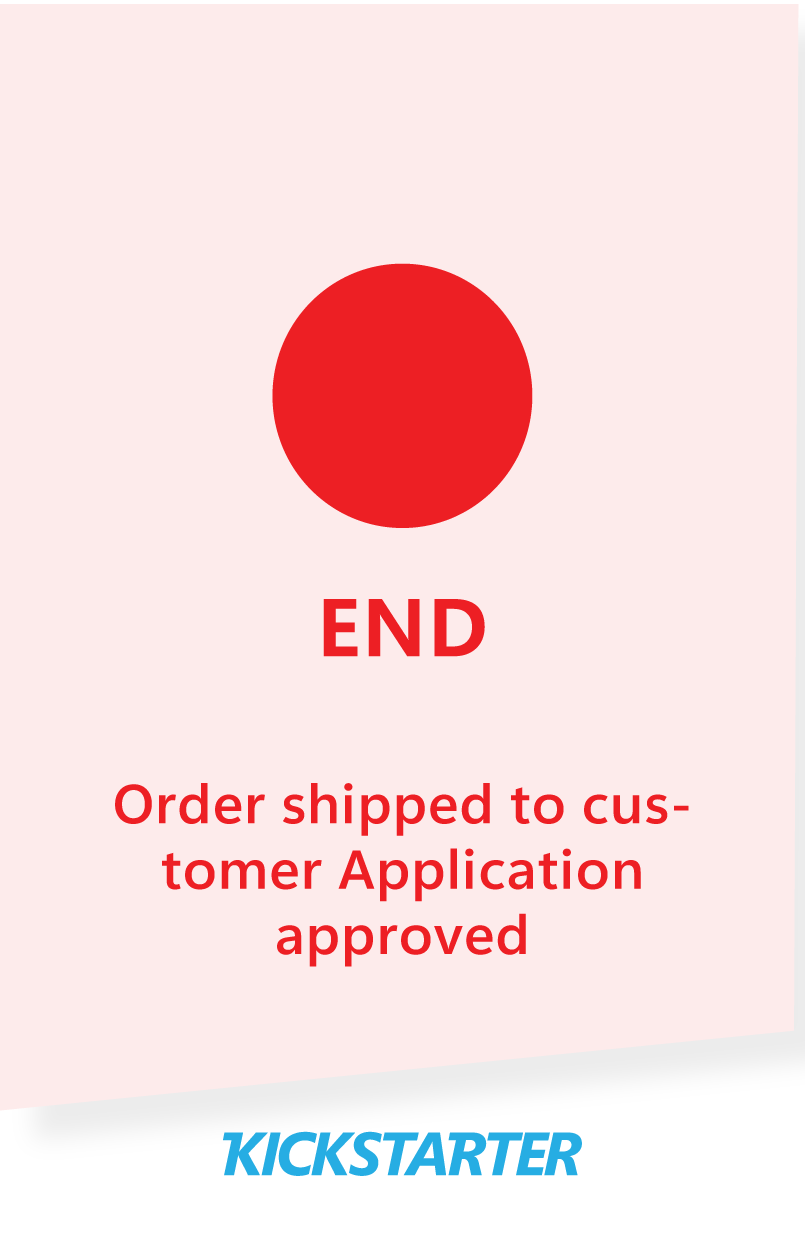 END
Order shipped to cus-
tomer Application
approved
KICKSTARTER